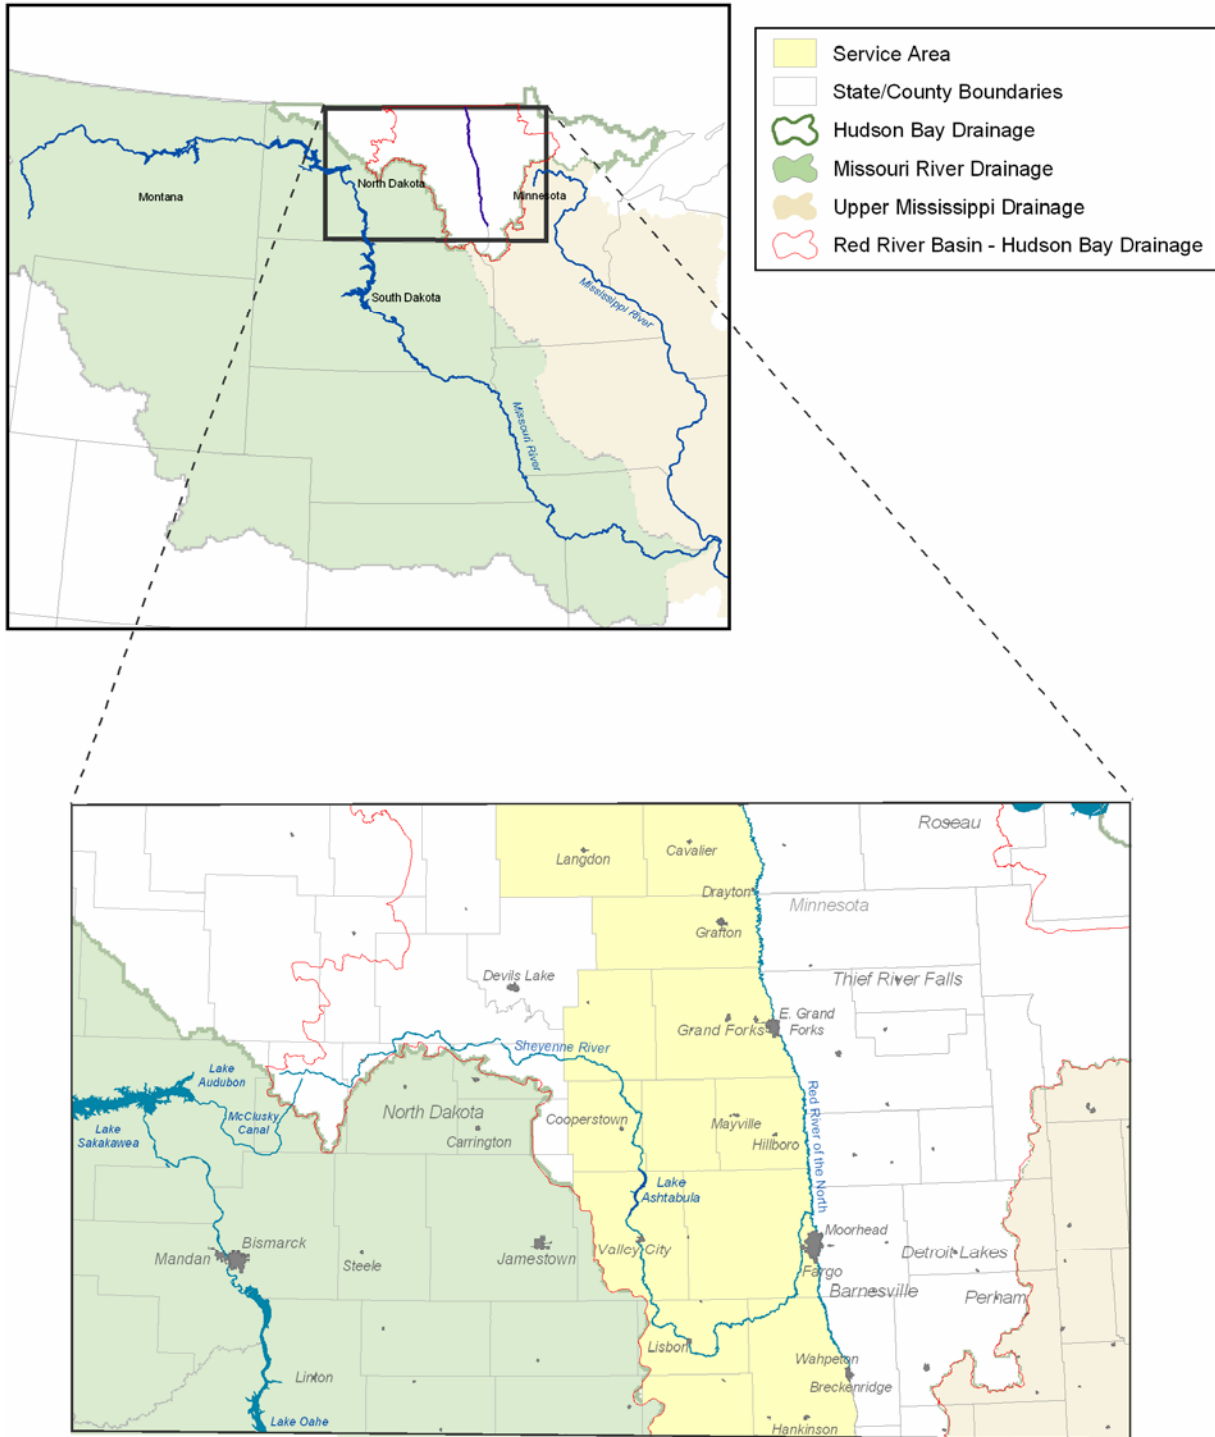 Service Area
State/County Boundaries
Hudson Bay Drainage
Missouri River Drainage
Upper Mississippi Drainage
Red River Basin - Hudson Bay Drainage
Montana
North Dakota
Minnesota
South Dakota
Mississippi River
Missouri River
Roseau
Langdon
Cavalier
Drayton
Minnesota
Grafton
Devils Lake
Thief River Falls
E. Grand
Forks
Grand Forks
Sheyenne River
Lake
Audubon
McClusky
Canal
Lake
Sakakawea
North Dakota
Carrington
Cooperstown
Mayville
Hillboro
Red River of the North
Lake
Ashtabula
Mandan
Bismarck
Steele
Jamestown
Valley City
Moorhead
Fargo
Detroit Lakes
Barnesville
Perham
Lisbon
Wahpeton
Breckenridge
Linton
Lake Oahe
Hankinson